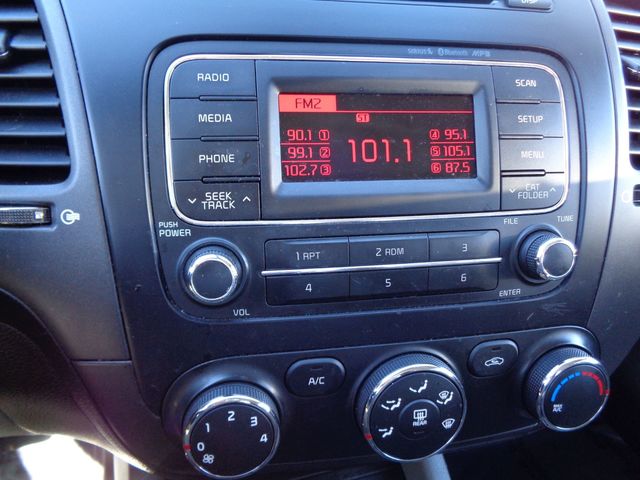 DISP
SIRIUS Bluetooth MP3
RADIO
SCAN
FM2
ST
MEDIA
SETUP
90.1 1
4 95.1
99.1 2
101.1
5 105.1
102.7 3
6 87.5
PHONE
MENU
SEEK TRACK
CAT FOLDER
PUSH POWER
FILE
TUNE
1 RPT
2 RDM
3
4
5
6
ENTER
VOL
A/C
0 1 2 3 4
REAR
A/C